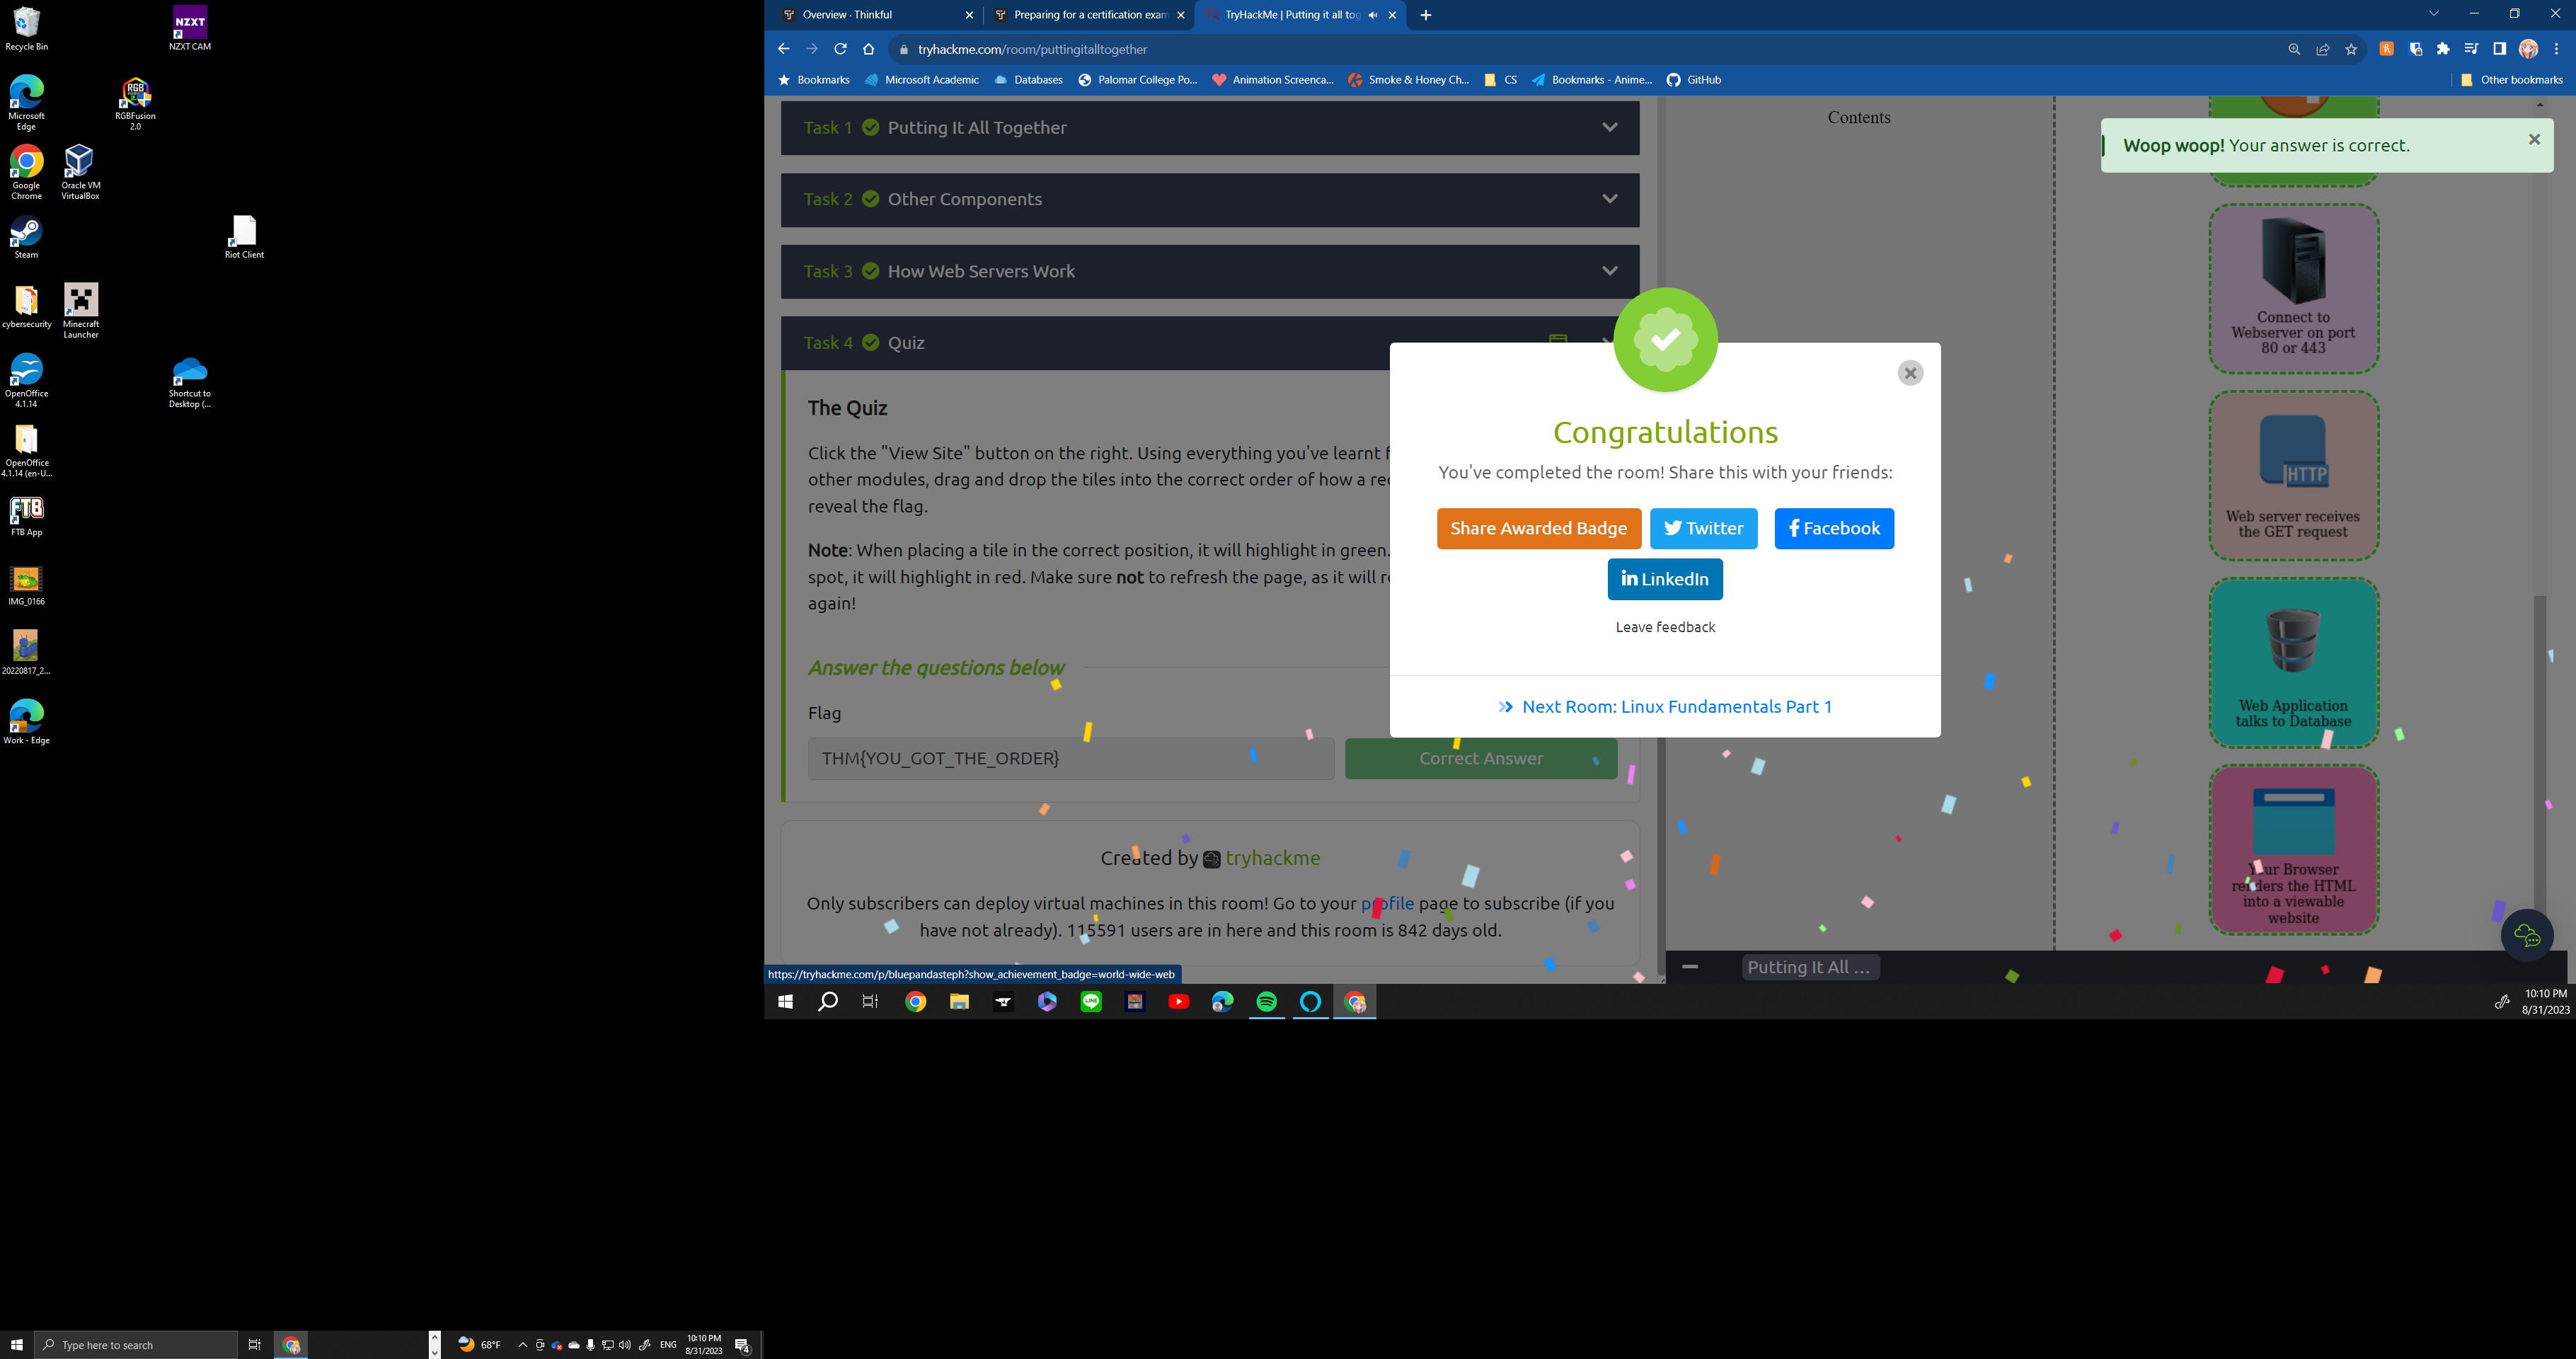 Recycle Bin
NZXT
NZXT CAM
Microsoft
Edge
RGB
RGBFusion
2.0
Google
Chrome
Oracle VM
VirtualBox
Steam
Riot Client
cybersecurity
Minecraft
Launcher
OpenOffice
4.1.14
Shortcut to
Desktop (...
OpenOffice
4.1.14 (en-U...
FTB
FTB App
IMG_0166
20220817_2...
Work - Edge
Type here to search
68°F
ENG
10:10 PM
8/31/2023
4
Overview · Thinkful
Preparing for a certification exam
TryHackMe | Putting it all tog
tryhackme.com/room/puttingitalltogether
Bookmarks
Microsoft Academic
Databases
Palomar College Po...
Animation Screenca...
Smoke & Honey Ch...
CS
Bookmarks - Anime...
GitHub
Other bookmarks
Task 1 Putting It All Together
Task 2 Other Components
Task 3 How Web Servers Work
Task 4 Quiz
The Quiz
Click the "View Site" button on the right. Using everything you've learnt
other modules, drag and drop the tiles into the correct order of how a
reveal the flag.
Note: When placing a tile in the correct position, it will highlight in green.
spot, it will highlight in red. Make sure not to refresh the page, as it will
again!
Answer the questions below
Flag
THM{YOU_GOT_THE_ORDER}
Correct Answer
Created by tryhackme
Only subscribers can deploy virtual machines in this room! Go to your profile page to subscribe (if you
have not already). 115591 users are in here and this room is 842 days old.
https://tryhackme.com/p/bluepandasteph?show_achievement_badge=world-wide-web
Congratulations
You've completed the room! Share this with your friends:
Share Awarded Badge
Twitter
Facebook
LinkedIn
Leave feedback
Next Room: Linux Fundamentals Part 1
Contents
Woop woop! Your answer is correct.
Connect to
Webserver on port
80 or 443
HTTP
Web server receives
the GET request
Web Application
talks to Database
Your Browser
renders the HTML
into a viewable
website
Putting It All ...
LINE
10:10 PM
8/31/2023